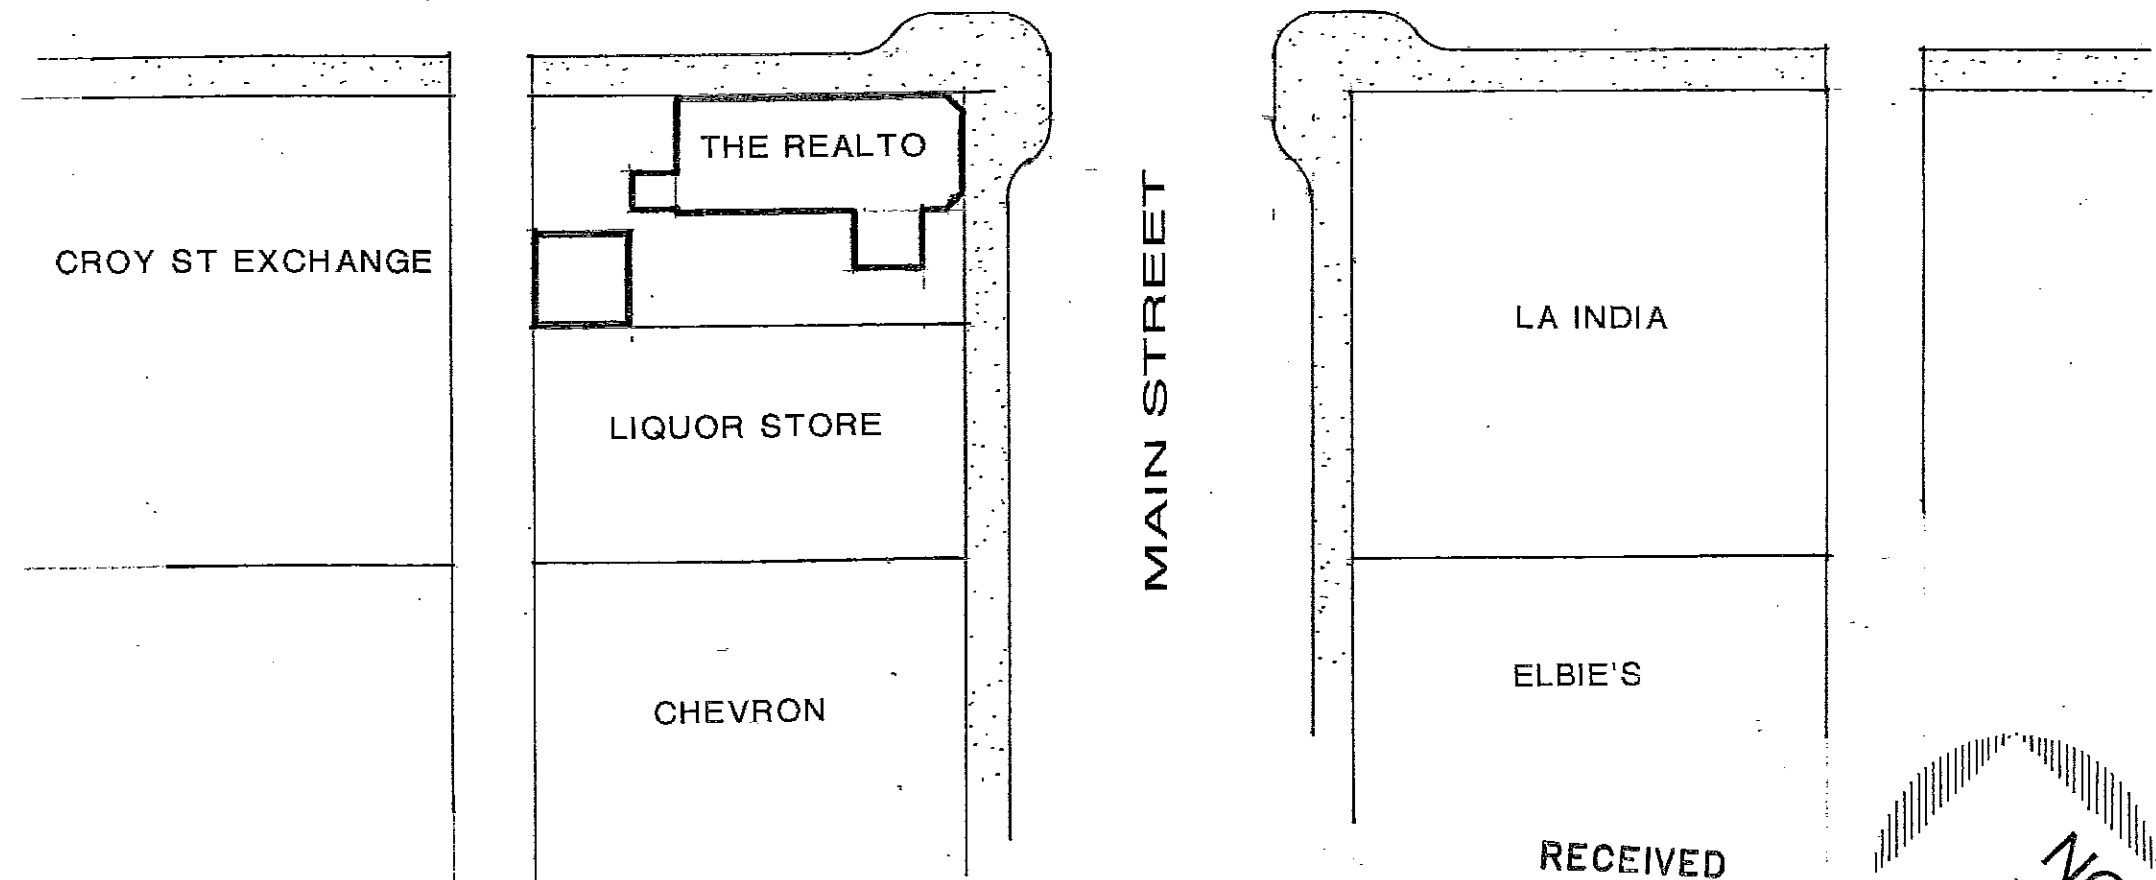 THE REALTO
CROY ST EXCHANGE
LIQUOR STORE
CHEVRON
MAIN STREET
LA INDIA
ELBIE'S
RECEIVED